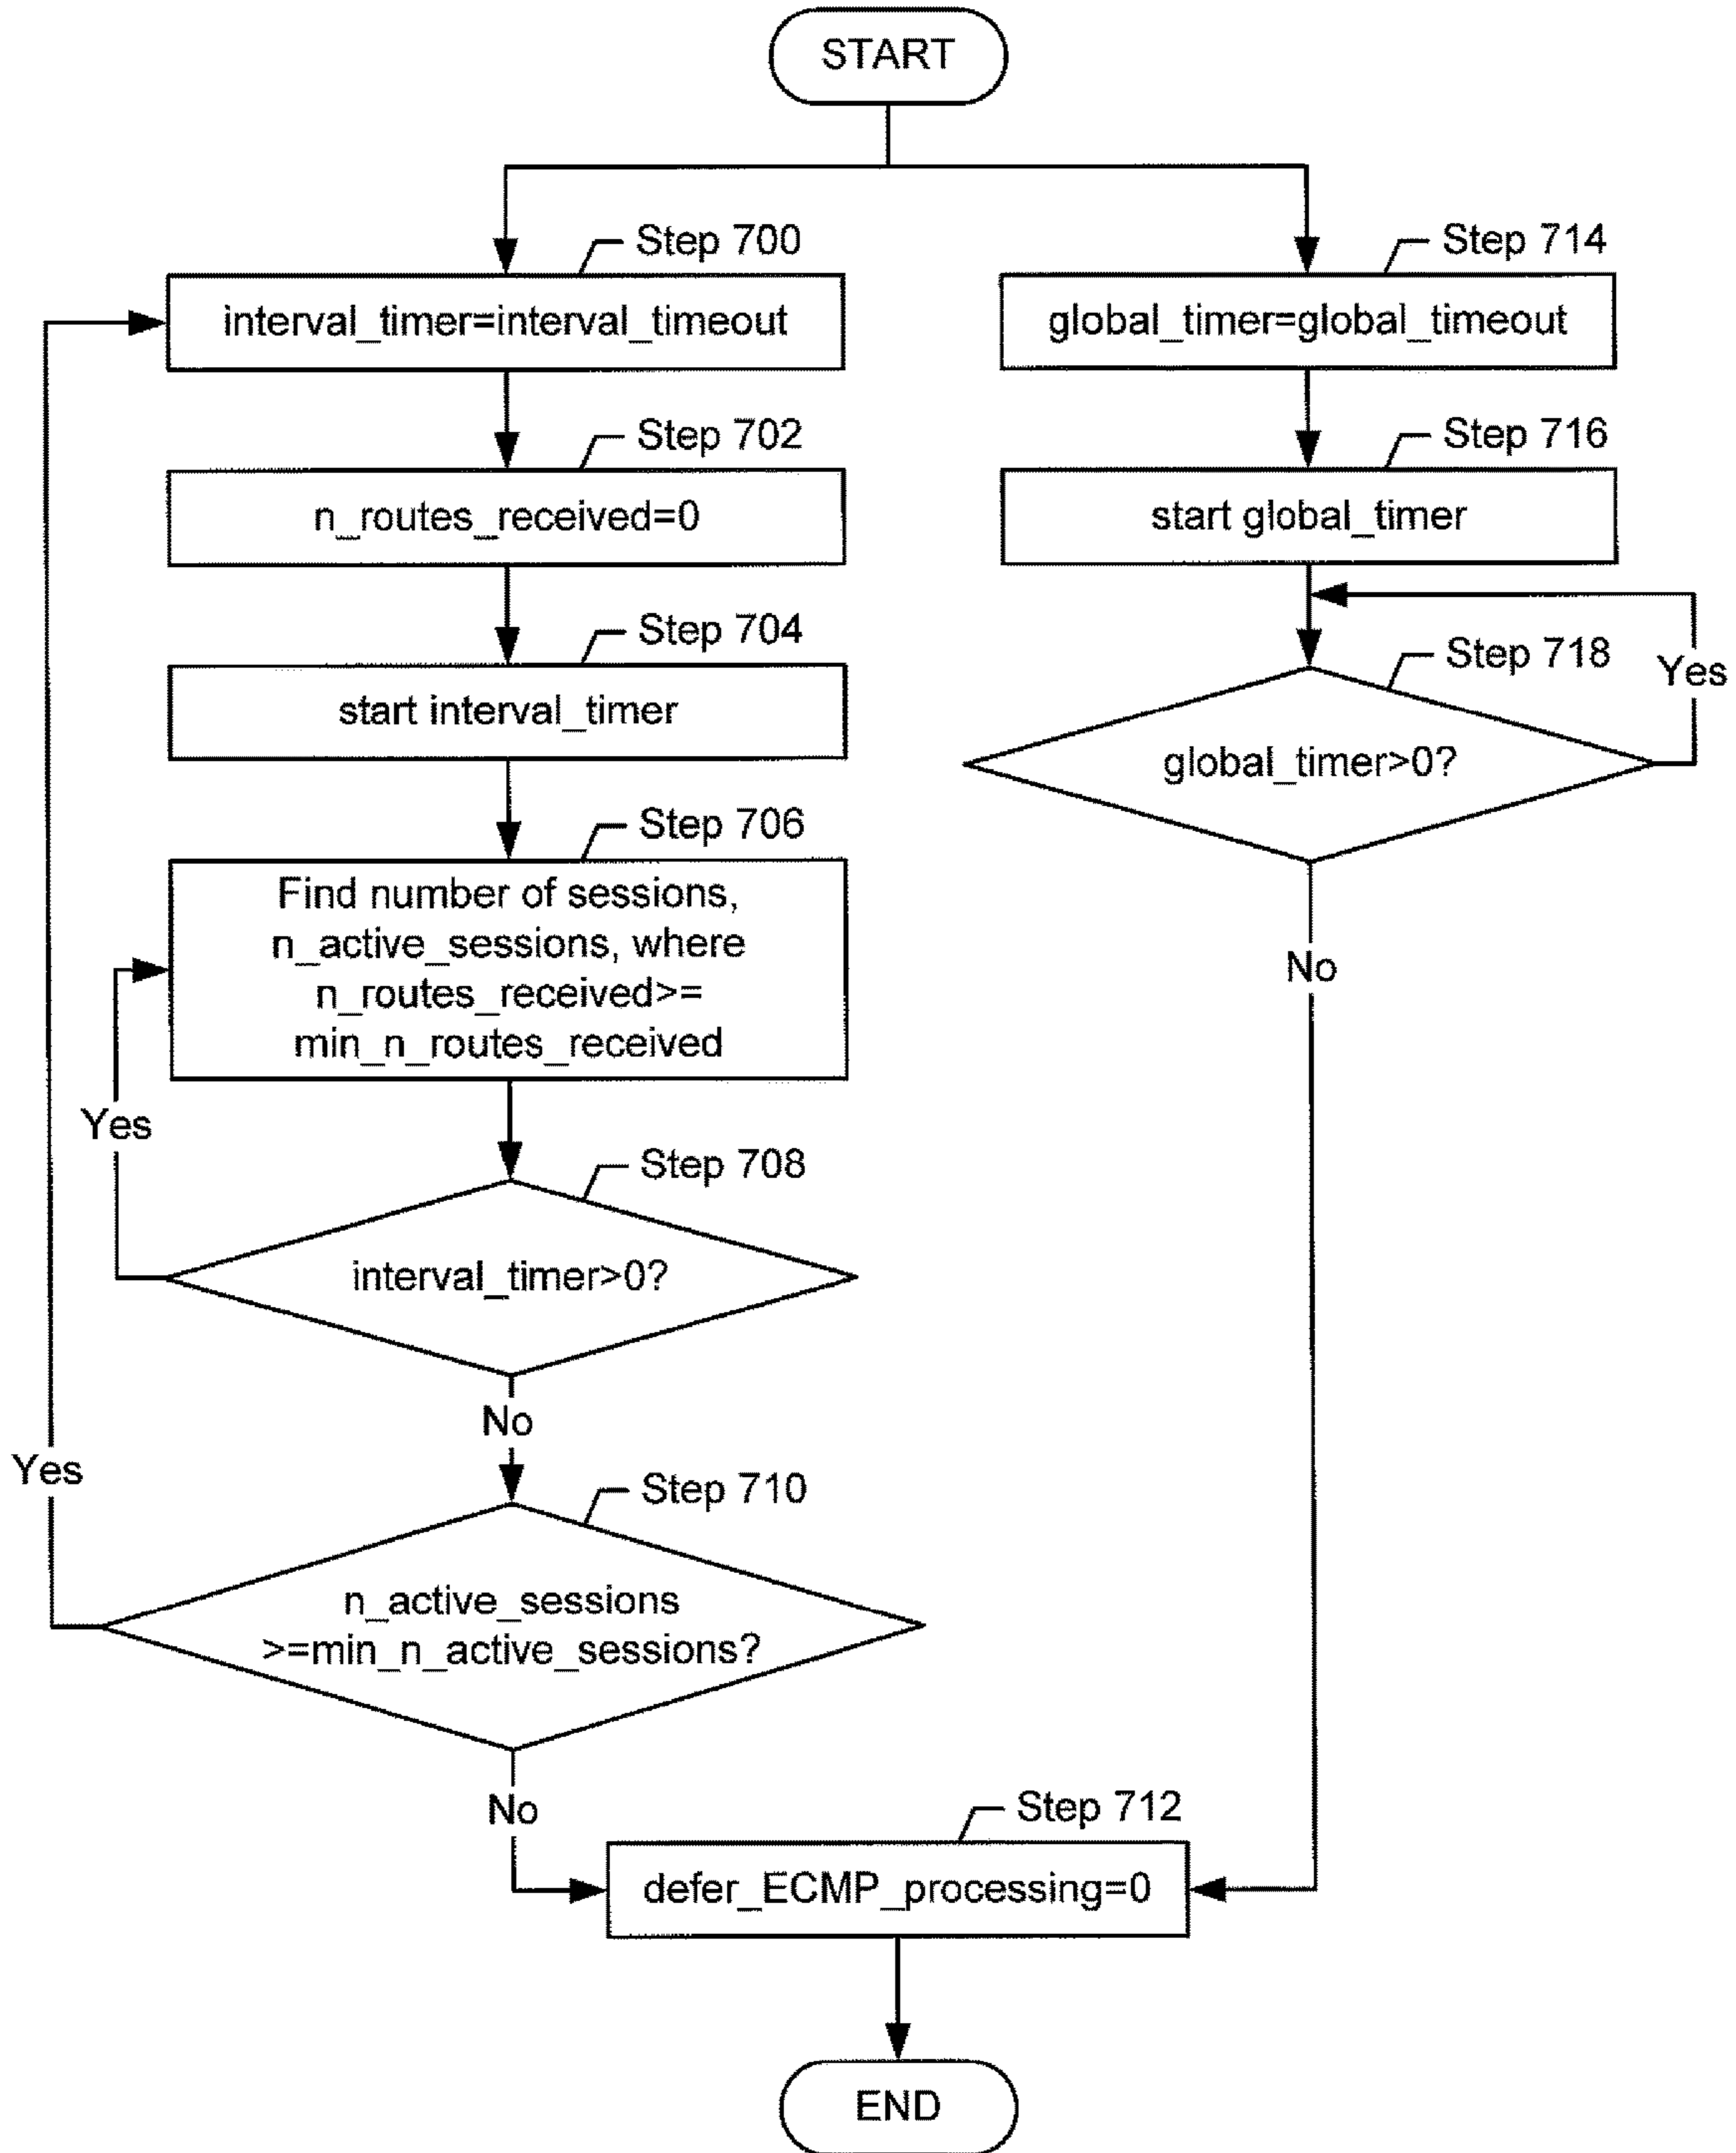 START
Step 700
interval_timer=interval_timeout
Step 702
n_routes_received=0
Step 704
start interval_timer
Step 706
Find number of sessions,
n_active_sessions, where
n_routes_received>=
min_n_routes_received
Yes
Step 708
interval_timer>0?
No
Yes
Step 710
n_active_sessions
>=min_n_active_sessions?
No
Step 714
global_timer=global_timeout
Step 716
start global_timer
Step 718
Yes
global_timer>0?
No
Step 712
defer_ECMP_processing=0
END